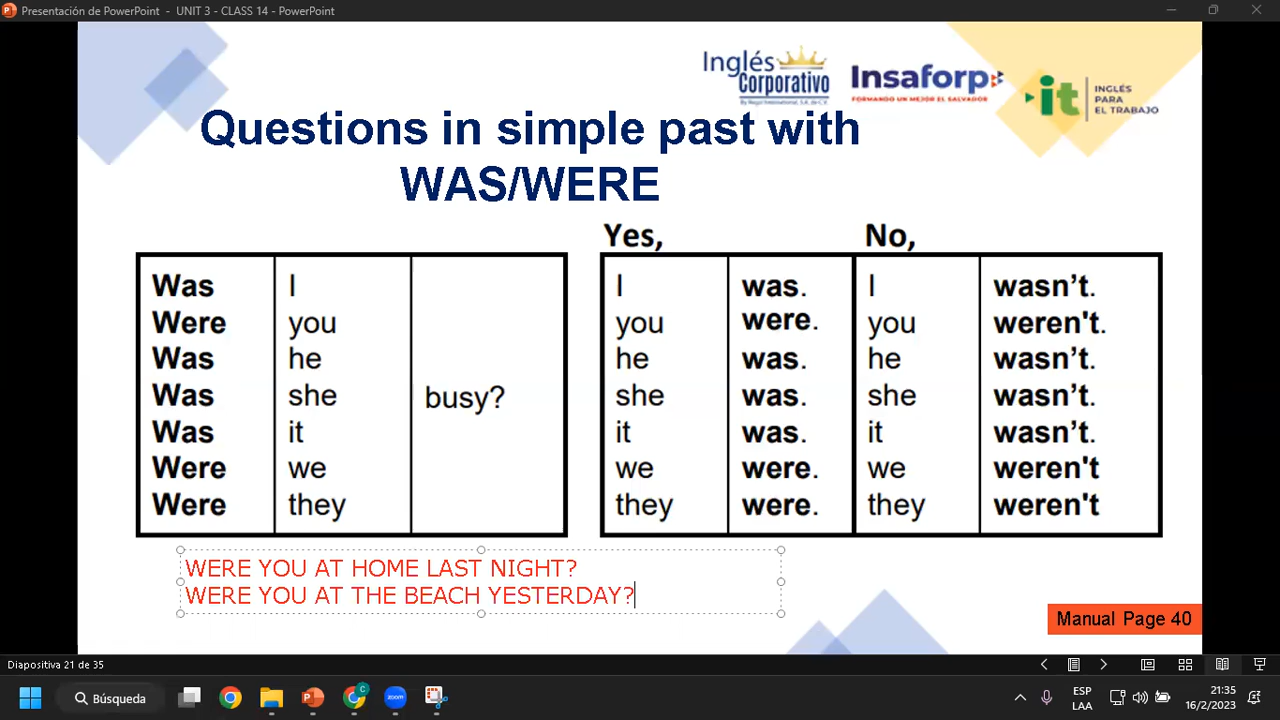 Presentación de PowerPoint - UNIT 3 - CLASS 14 - PowerPoint
Inglés
Corporativo
By Regal International, S.A. de C.V.
Insaforp
FORMANDO UN MEJOR EL SALVADOR
it
INGLÉS
PARA
EL TRABAJO
Questions in simple past with
WAS/WERE
Yes,
No,
Was I
Were you
Was he
Was she
Was it
Were we
Were they
busy?
I was. I wasn't.
you were. you weren't.
he was. he wasn't.
she was. she wasn't.
it was. it wasn't.
we were. we weren't
they were. they weren't
WERE YOU AT HOME LAST NIGHT?
WERE YOU AT THE BEACH YESTERDAY?
Manual Page 40
Diapositiva 21 de 35
Búsqueda
zoom
ESP
LAA
21:35
16/2/2023